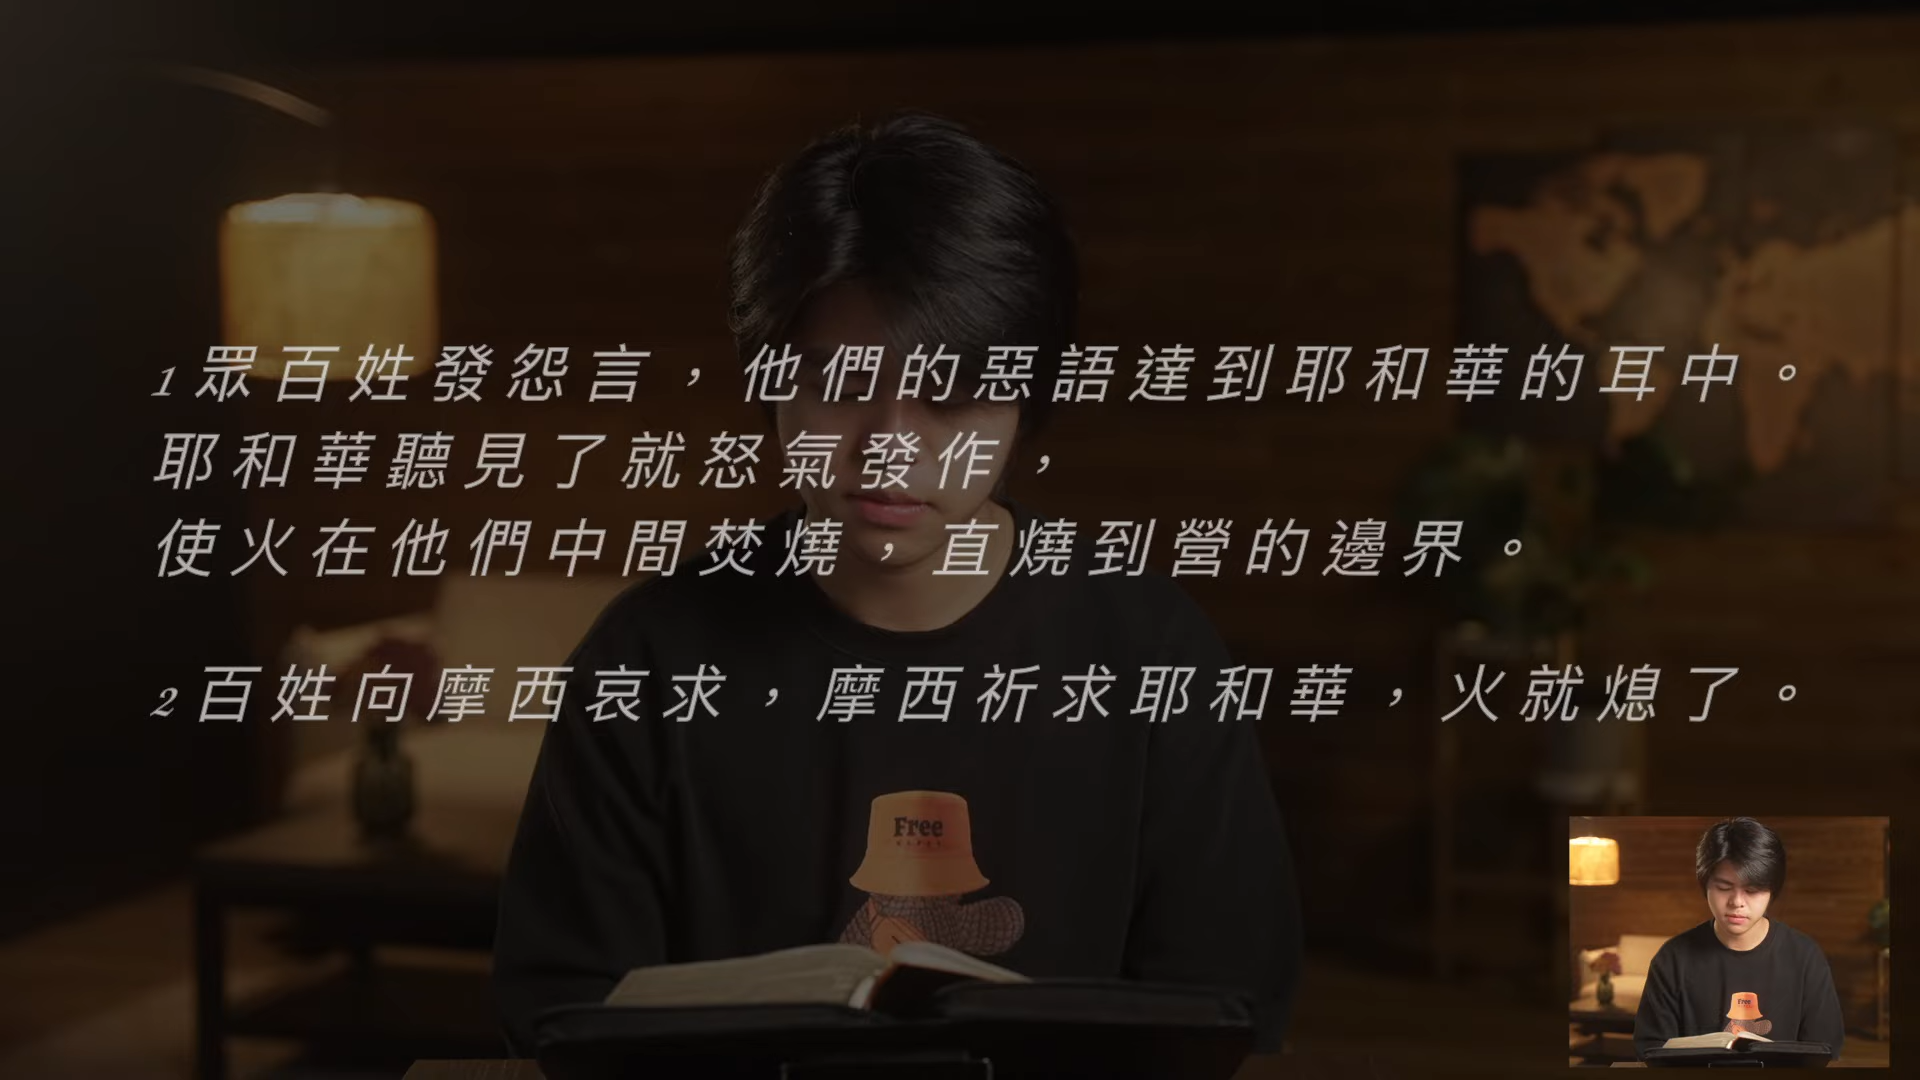 1 眾百姓發怨言，他們的惡語達到耶和華的耳中。
耶和華聽見了就怒氣發作，
使火在他們中間焚燒，直燒到營的邊界。
2 百姓向摩西哀求，摩西祈求耶和華，火就熄了。
Free
Free